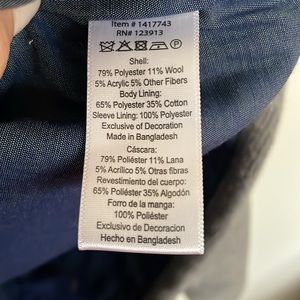 Item # 1417743
RN# 123913
Shell:
79% Polyester 11% Wool
5% Acrylic 5% Other Fibers
Body Lining:
65% Polyester 35% Cotton
Sleeve Lining: 100% Polyester
Exclusive of Decoration
Made in Bangladesh
Cáscara:
79% Poliéster 11% Lana
5% Acrílico 5% Otras fibras
Revestimiento del cuerpo:
65% Poliéster 35% Algodón
Forro de la manga:
100% Poliéster
Exclusivo de Decoracion
Hecho en Bangladesh